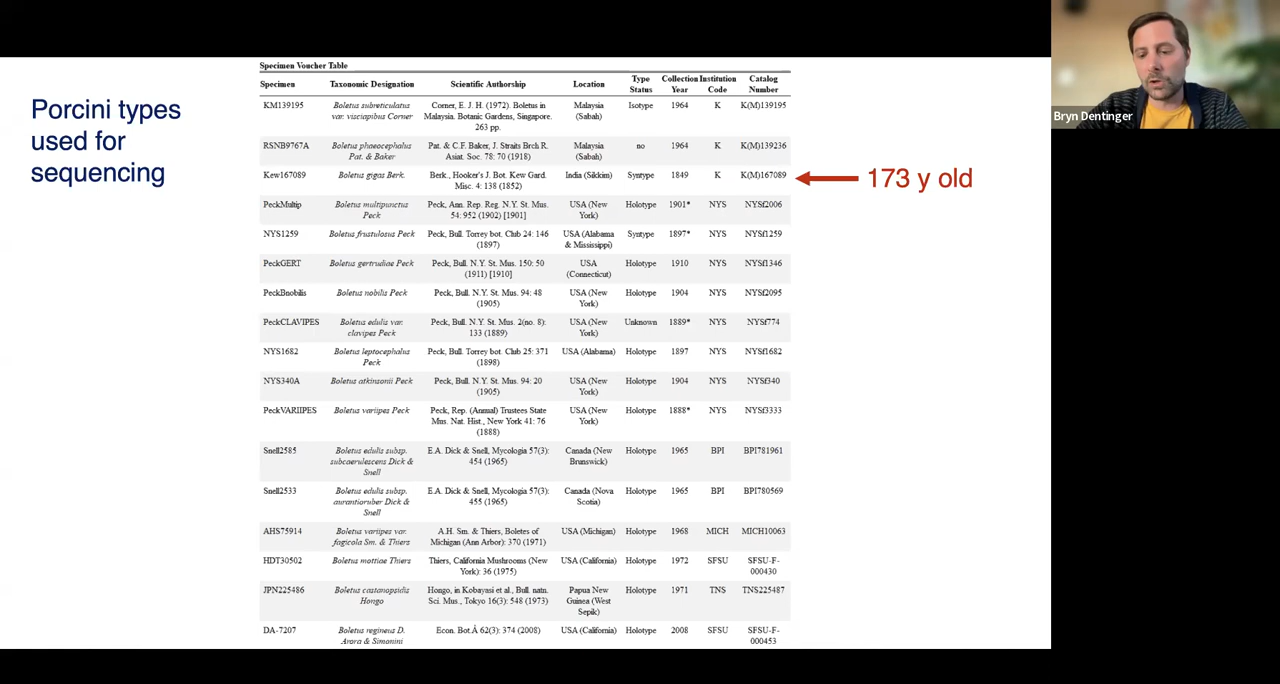 Porcini types
used for
sequencing
Specimen Voucher Table
Specimen Taxonomic Designation Scientific Authorship Location Type Status Collection Year Institution Code Catalog Number
KM139195 Boletus subreticulatus var. visciapibus Corner Corner, E. J. H. (1972). Boletus in Malaysia. Botanic Gardens, Singapore. 263 pp. Malaysia (Sabah) Isotype 1964 K K(M)139195
RSNB9767A Boletus phaeocephalus Pat. & Baker Pat. & C.F. Baker, J. Straits Brch R. Asiat. Soc. 78: 70 (1918) Malaysia (Sabah) no 1964 K K(M)139236
Kew167089 Boletus gigas Berk. Berk., Hooker's J. Bot. Kew Gard. Misc. 4: 138 (1852) India (Sikkim) Syntype 1849 K K(M)167089
PeckMultip Boletus multipunctus Peck Peck, Ann. Rep. Reg. N.Y. St. Mus. 54: 952 (1902) [1901] USA (New York) Holotype 1901* NYS NYSf2006
NYS1259 Boletus frustulosus Peck Peck, Bull. Torrey bot. Club 24: 146 (1897) USA (Alabama & Mississippi) Syntype 1897* NYS NYSf1259
PeckGERT Boletus gertrudiae Peck Peck, Bull. N.Y. St. Mus. 150: 50 (1911) [1910] USA (Connecticut) Holotype 1910 NYS NYSf1346
PeckBnobilis Boletus nobilis Peck Peck, Bull. N.Y. St. Mus. 94: 48 (1905) USA (New York) Holotype 1904 NYS NYSf2095
PeckCLAVIPES Boletus edulis var. clavipes Peck Peck, Bull. N.Y. St. Mus. 2(no. 8): 133 (1889) USA (New York) Unknown 1889* NYS NYSf774
NYS1682 Boletus leptocephalus Peck Peck, Bull. Torrey bot. Club 25: 371 (1898) USA (Alabama) Holotype 1897 NYS NYSf1682
NYS340A Boletus atkinsonii Peck Peck, Bull. N.Y. St. Mus. 94: 20 (1905) USA (New York) Holotype 1904 NYS NYSf340
PeckVARIIPES Boletus variipes Peck Peck, Rep. (Annual) Trustees State Mus. Nat. Hist., New York 41: 76 (1888) USA (New York) Holotype 1888* NYS NYSf3333
Snell2585 Boletus edulis subsp. subcaerulescens Dick & Snell E.A. Dick & Snell, Mycologia 57(3): 454 (1965) Canada (New Brunswick) Holotype 1965 BPI BPI781961
Snell2533 Boletus edulis subsp. aurantioruber Dick & Snell E.A. Dick & Snell, Mycologia 57(3): 455 (1965) Canada (Nova Scotia) Holotype 1965 BPI BPI780569
AHS75914 Boletus variipes var. fagicola Sm. & Thiers A.H. Sm. & Thiers, Boletes of Michigan (Ann Arbor): 370 (1971) USA (Michigan) Holotype 1968 MICH MICH10063
HDT30502 Boletus mottiae Thiers Thiers, California Mushrooms (New York): 36 (1975) USA (California) Holotype 1972 SFSU SFSU-F-000430
JPN225486 Boletus castanopsidis Hongo Hongo, in Kobayasi et al., Bull. natn. Sci. Mus., Tokyo 16(3): 548 (1973) Papua New Guinea (West Sepik) Holotype 1971 TNS TNS225487
DA-7207 Boletus regineus D. Arora & Simonini Econ. Bot.Â 62(3): 374 (2008) USA (California) Holotype 2008 SFSU SFSU-F-000453
173 y old
Bryn Dentinger